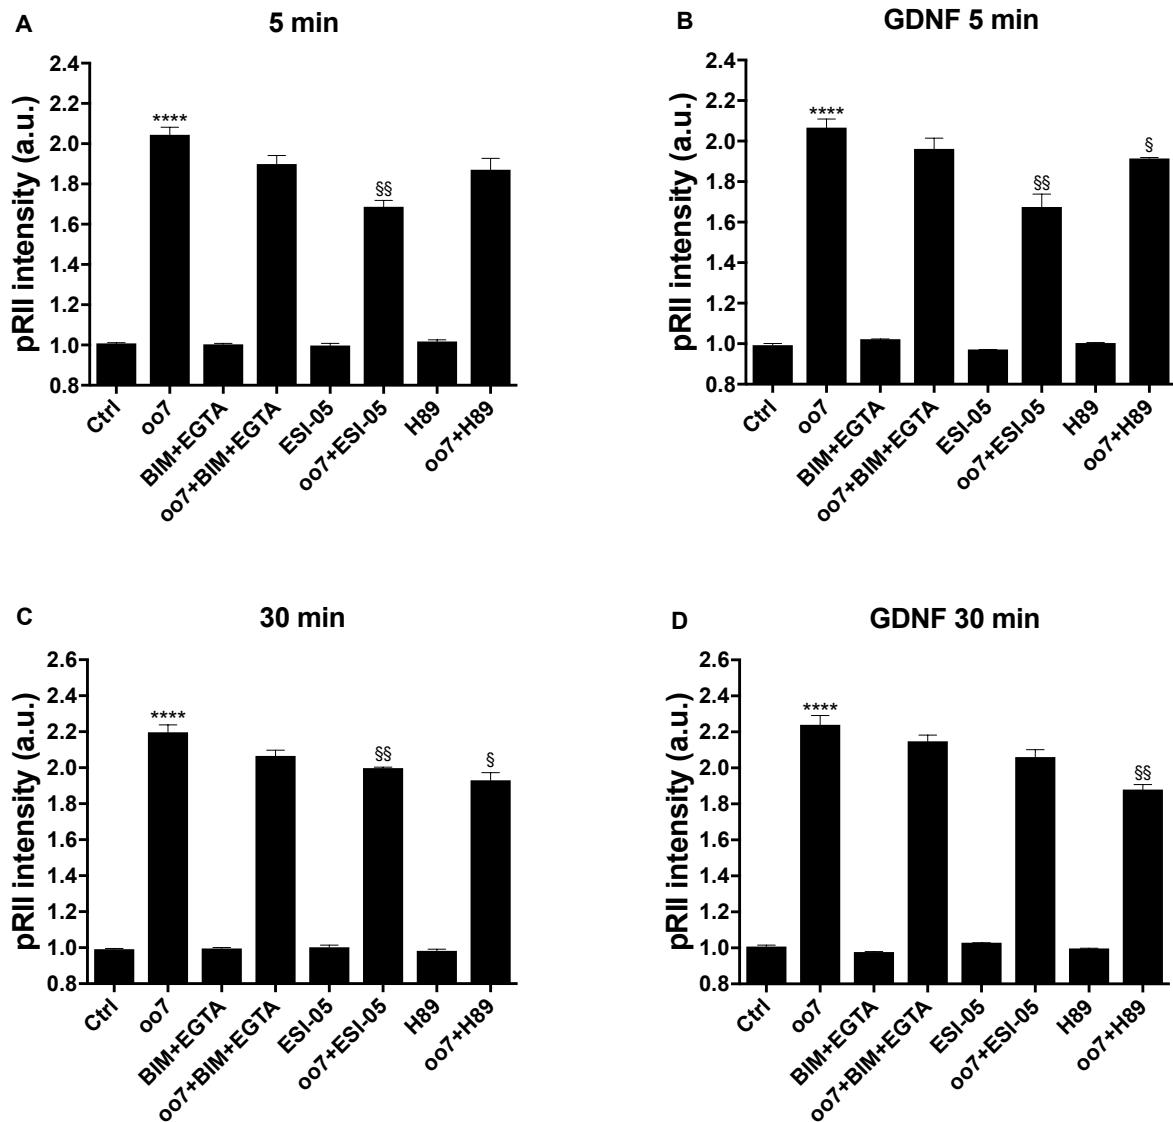 A
5 min
pRII intensity (a.u.)
2.4
2.2
2.0
1.8
1.6
1.4
1.2
1.0
0.8
****
§§
Ctrl
oo7
BIM+EGTA
oo7+BIM+EGTA
ESI-05
oo7+ESI-05
H89
oo7+H89
B
GDNF 5 min
pRII intensity (a.u.)
2.4
2.2
2.0
1.8
1.6
1.4
1.2
1.0
0.8
****
§§
§
Ctrl
oo7
BIM+EGTA
oo7+BIM+EGTA
ESI-05
oo7+ESI-05
H89
oo7+H89
C
30 min
pRII intensity (a.u.)
2.6
2.4
2.2
2.0
1.8
1.6
1.4
1.2
1.0
0.8
****
§§
§
Ctrl
oo7
BIM+EGTA
oo7+BIM+EGTA
ESI-05
oo7+ESI-05
H89
oo7+H89
D
GDNF 30 min
pRII intensity (a.u.)
2.6
2.4
2.2
2.0
1.8
1.6
1.4
1.2
1.0
0.8
****
§§
Ctrl
oo7
BIM+EGTA
oo7+BIM+EGTA
ESI-05
oo7+ESI-05
H89
oo7+H89